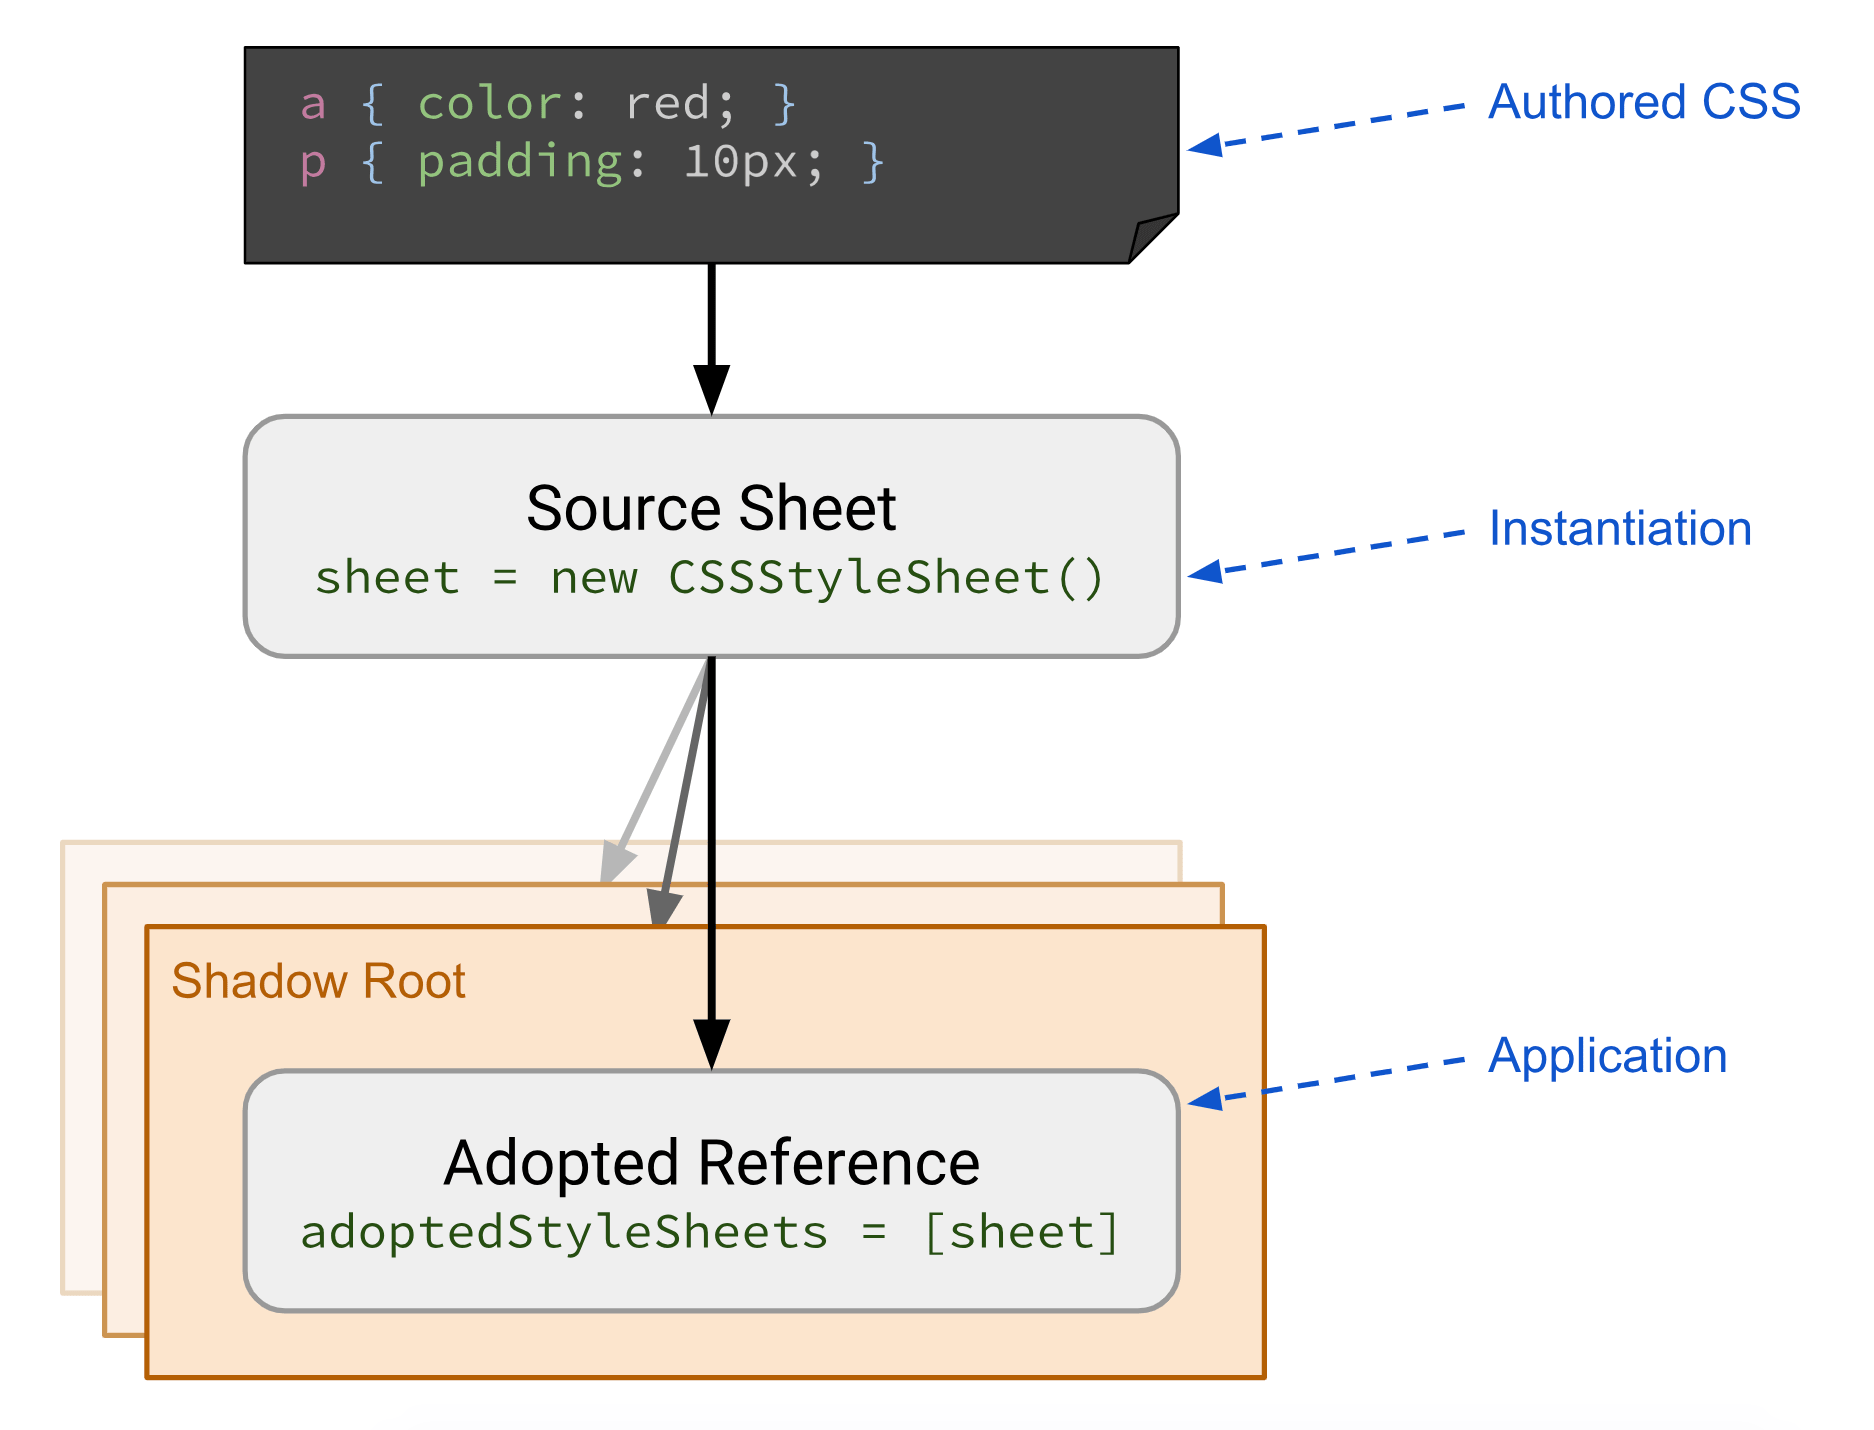 a { color: red; }
p { padding: 10px; }
Authored CSS
Source Sheet
sheet = new CSSStyleSheet()
Instantiation
Shadow Root
Application
Adopted Reference
adoptedStyleSheets = [sheet]